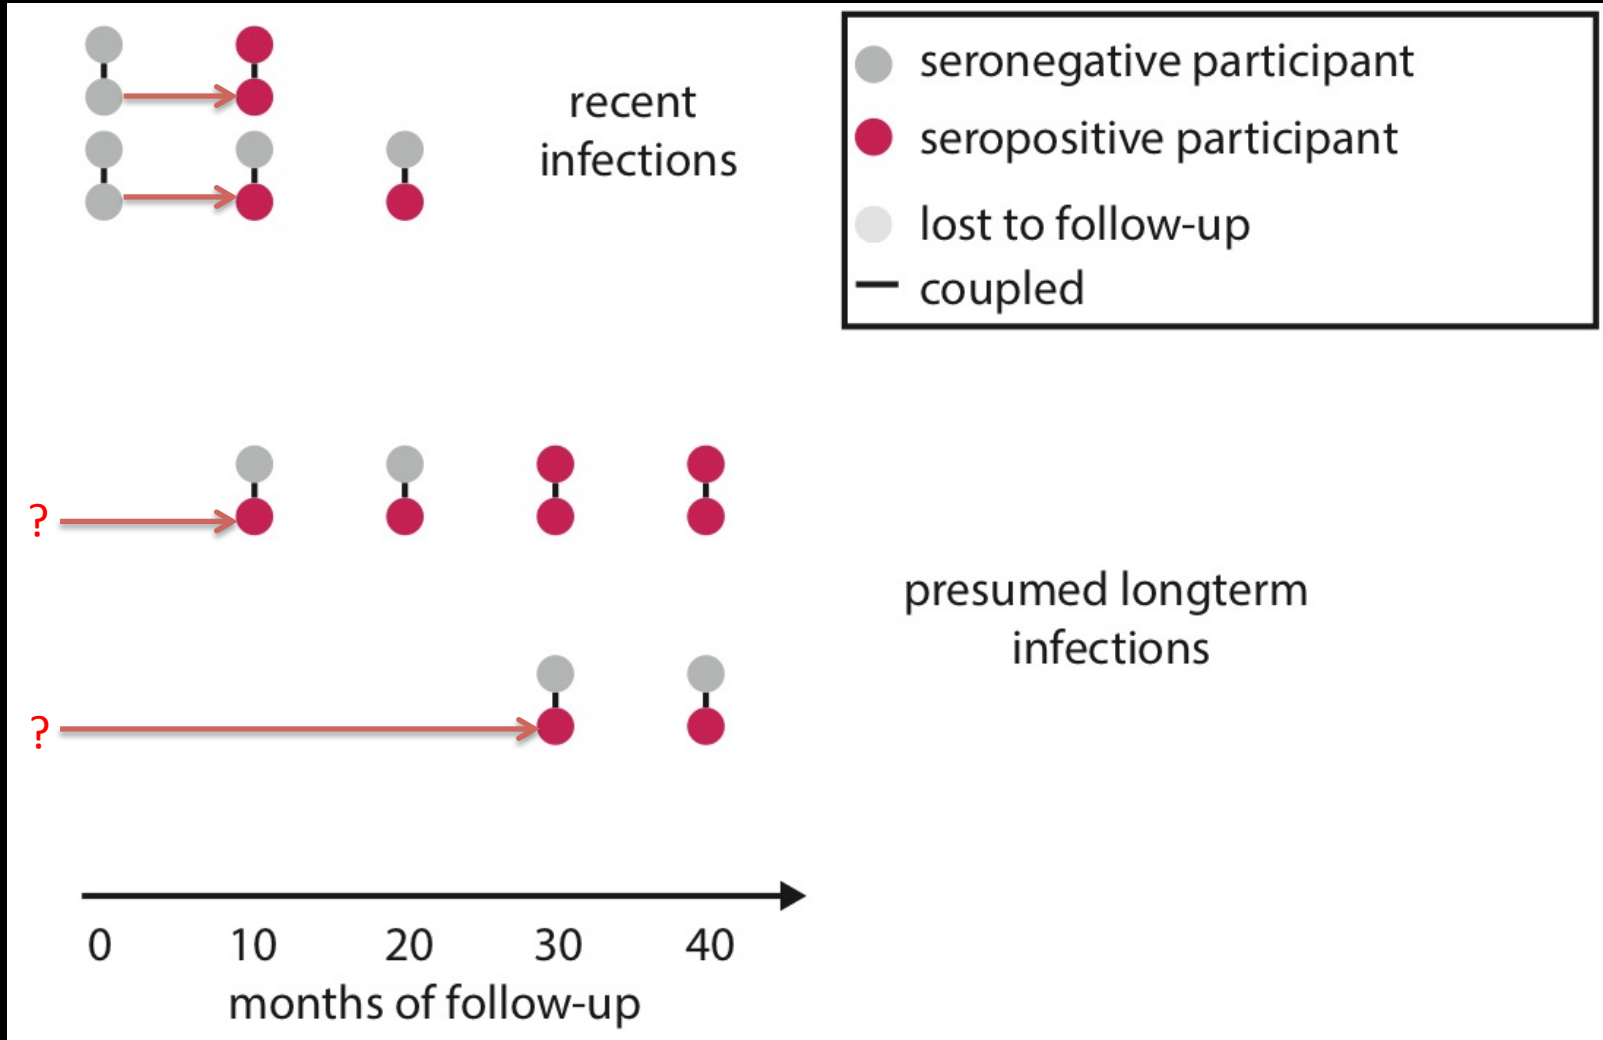 recent
infections
seronegative participant
seropositive participant
lost to follow-up
coupled
?
presumed longterm
infections
?
0 10 20 30 40
months of follow-up